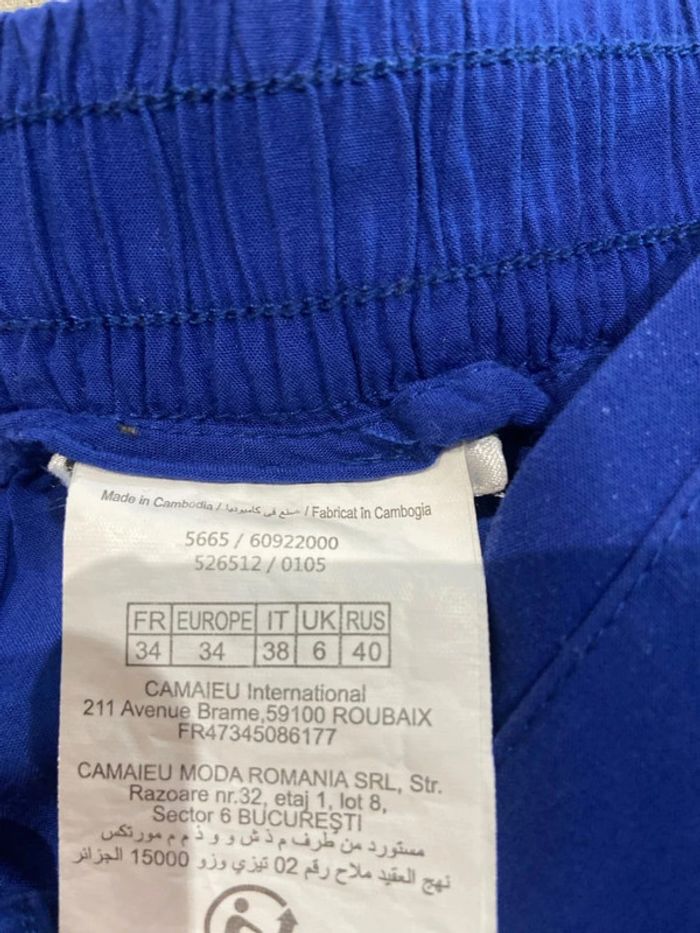 Made in Cambodia / صنع في كامبوديا / Fabricat în Cambogia
5665 / 60922000
526512 / 0105
FR EUROPE IT UK RUS
34 34 38 6 40
CAMAIEU International
211 Avenue Brame,59100 ROUBAIX
FR47345086177
CAMAIEU MODA ROMANIA SRL, Str.
Razoare nr.32, etaj 1, lot 8,
Sector 6 BUCUREŞTI
مستورد من طرف م ذ ش و و ذ م م مورتكس
نهج العقيد ملاح رقم 02 تيزي وزو 15000 الجزائر